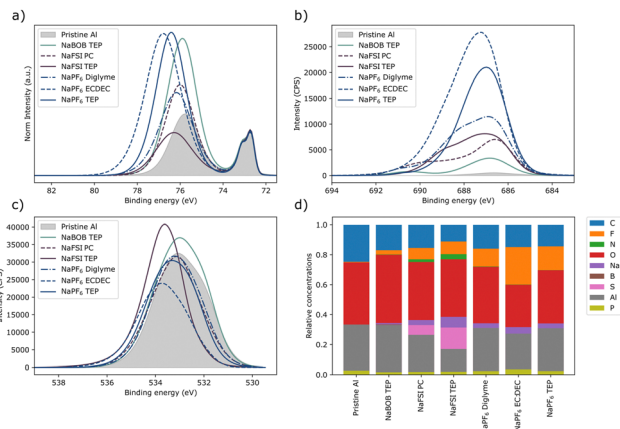 a)
Pristine Al
NaBOB TEP
NaFSI PC
NaFSI TEP
NaPF6 Diglyme
NaPF6 ECDEC
NaPF6 TEP
Norm Intensity (a.u.)
82 80 78 76 74 72
Binding energy (eV)
b)
Pristine Al
NaBOB TEP
NaFSI PC
NaFSI TEP
NaPF6 Diglyme
NaPF6 ECDEC
NaPF6 TEP
Intensity (CPS)
25000
20000
15000
10000
5000
0
694 692 690 688 686 684
Binding energy (eV)
c)
Pristine Al
NaBOB TEP
NaFSI PC
NaFSI TEP
NaPF6 Diglyme
NaPF6 ECDEC
NaPF6 TEP
40000
35000
30000
25000
20000
15000
10000
5000
0
538 536 534 532 530
Binding energy (eV)
d)
Relative concentrations
1.0
0.8
0.6
0.4
0.2
0.0
Pristine Al
NaBOB TEP
NaFSI PC
NaFSI TEP
NaPF6 Diglyme
NaPF6 EC:DEC
NaPF6 TEP
C
F
N
O
Na
B
S
Al
P